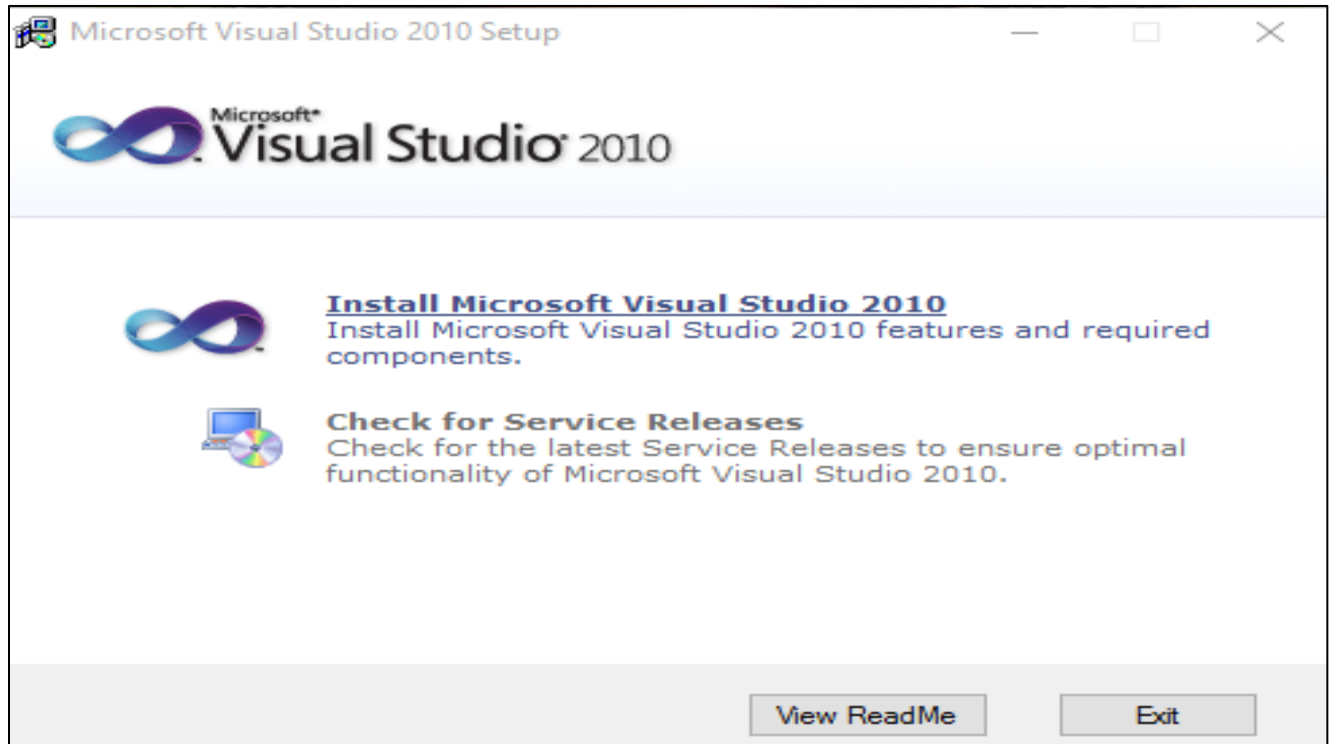 Microsoft Visual Studio 2010 Setup
Microsoft®
Visual Studio® 2010
Install Microsoft Visual Studio 2010
Install Microsoft Visual Studio 2010 features and required
components.
Check for Service Releases
Check for the latest Service Releases to ensure optimal
functionality of Microsoft Visual Studio 2010.
View ReadMe
Exit